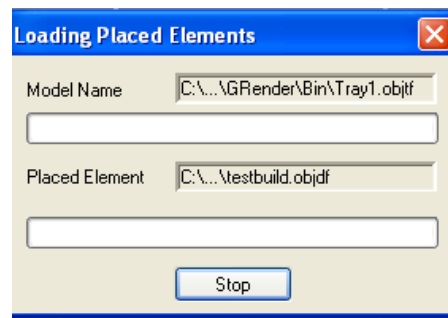 Loading Placed Elements
Model Name C:\...\GRender\Bin\Tray1.objtf
Placed Element C:\...\testbuild.objdf
Stop